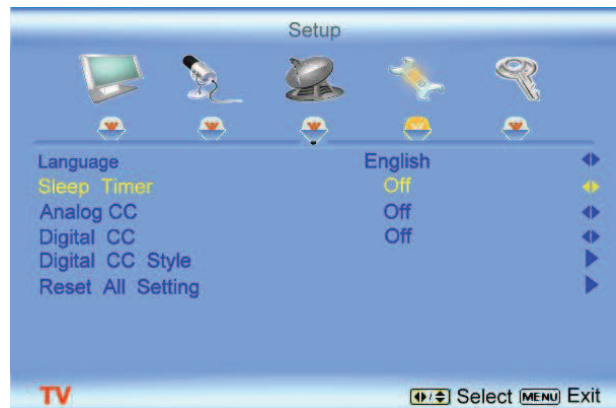 Setup
Language English
Sleep Timer Off
Analog CC Off
Digital CC Off
Digital CC Style
Reset All Setting
TV Select MENU Exit